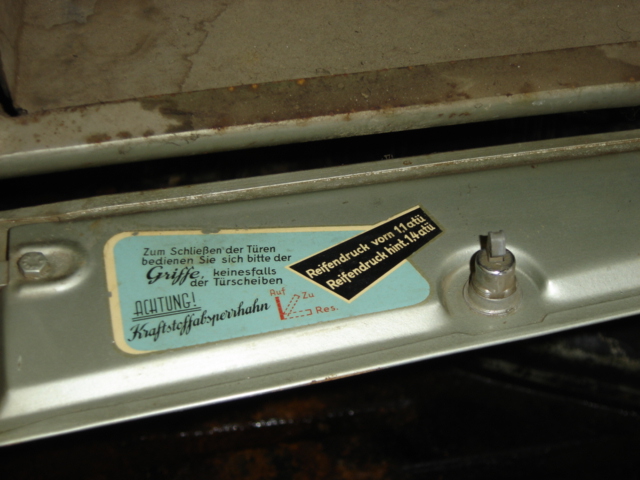 Zum Schließen der Türen
bedienen Sie sich bitte der
Griffe, keinesfalls
der Türscheiben
ACHTUNG!
Kraftstoffabsperrhahn
Auf
Zu
Res.
Reifendruck vorn 1,1 atü
Reifendruck hint. 1,4 atü